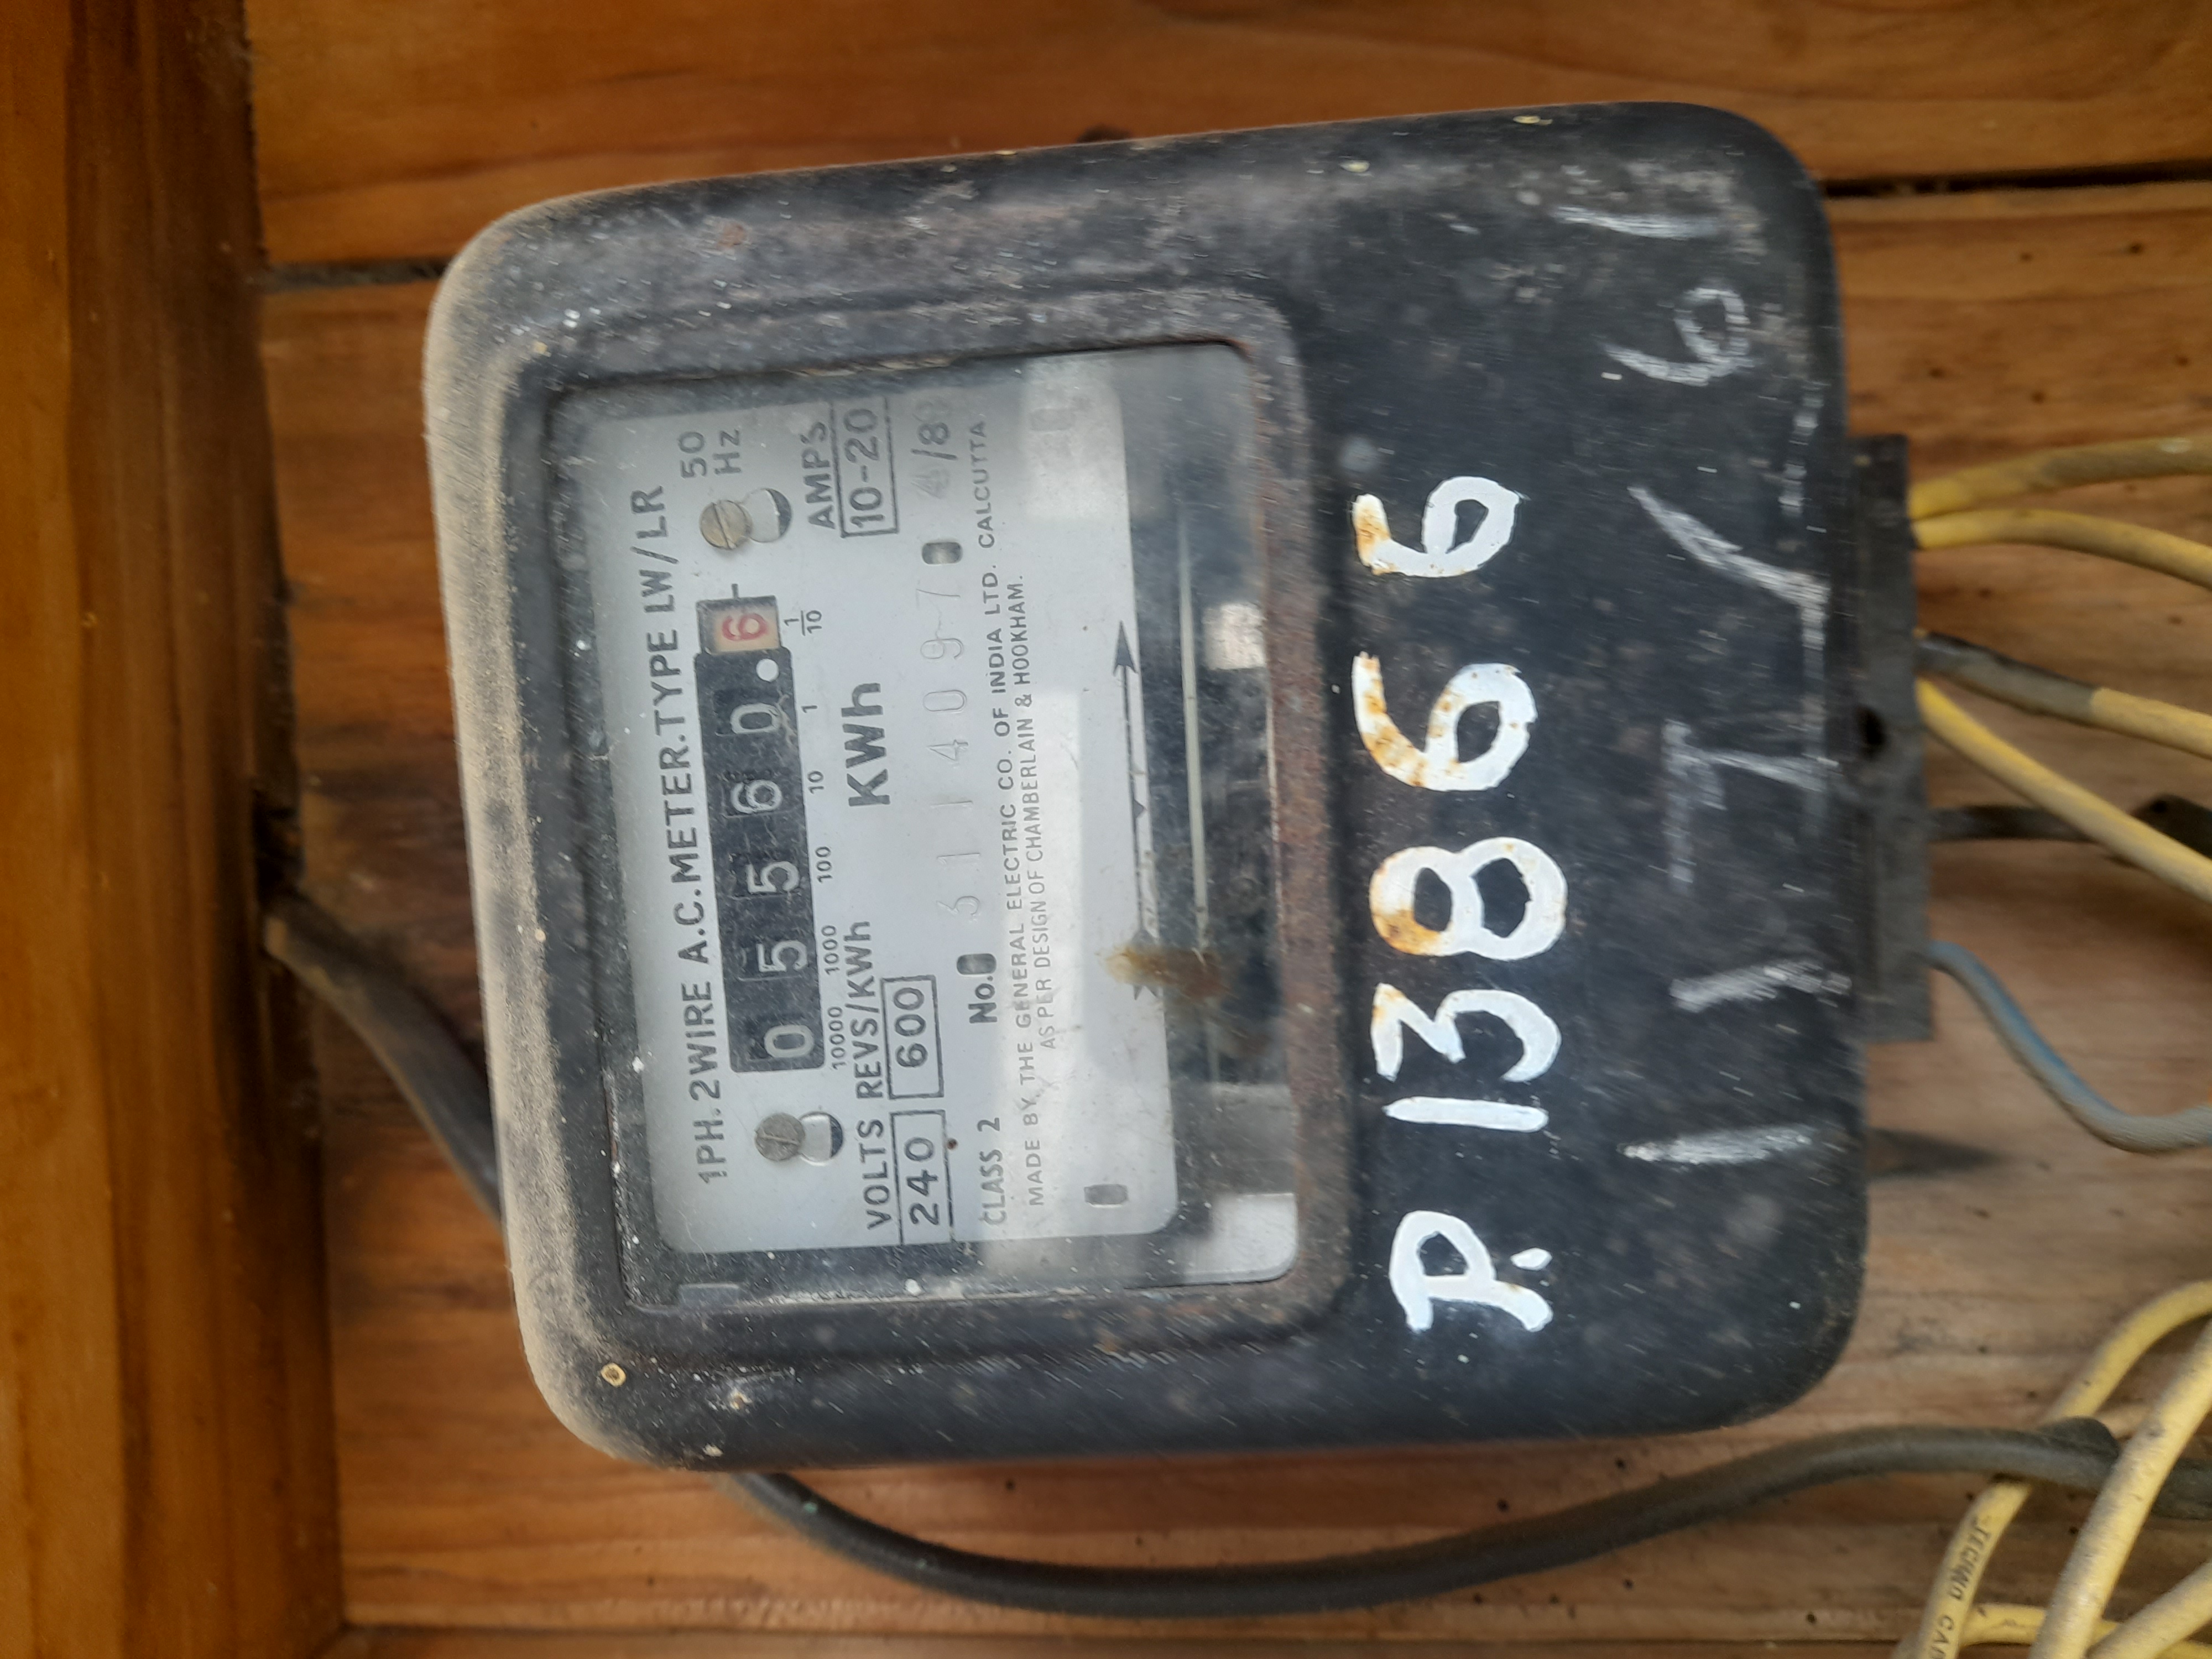 1PH. 2WIRE A.C. METER. TYPE LW/LR
50 Hz
0 5 5 6 0 . 6
10000 1000 100 10 1 1/10
VOLTS REVS/KWh KWh AMPS
240 600 10-20
CLASS 2 No. 311409-7
MADE BY THE GENERAL ELECTRIC CO. OF INDIA LTD. CALCUTTA
AS PER DESIGN OF CHAMBERLAIN & HOOKHAM.
P. 13866